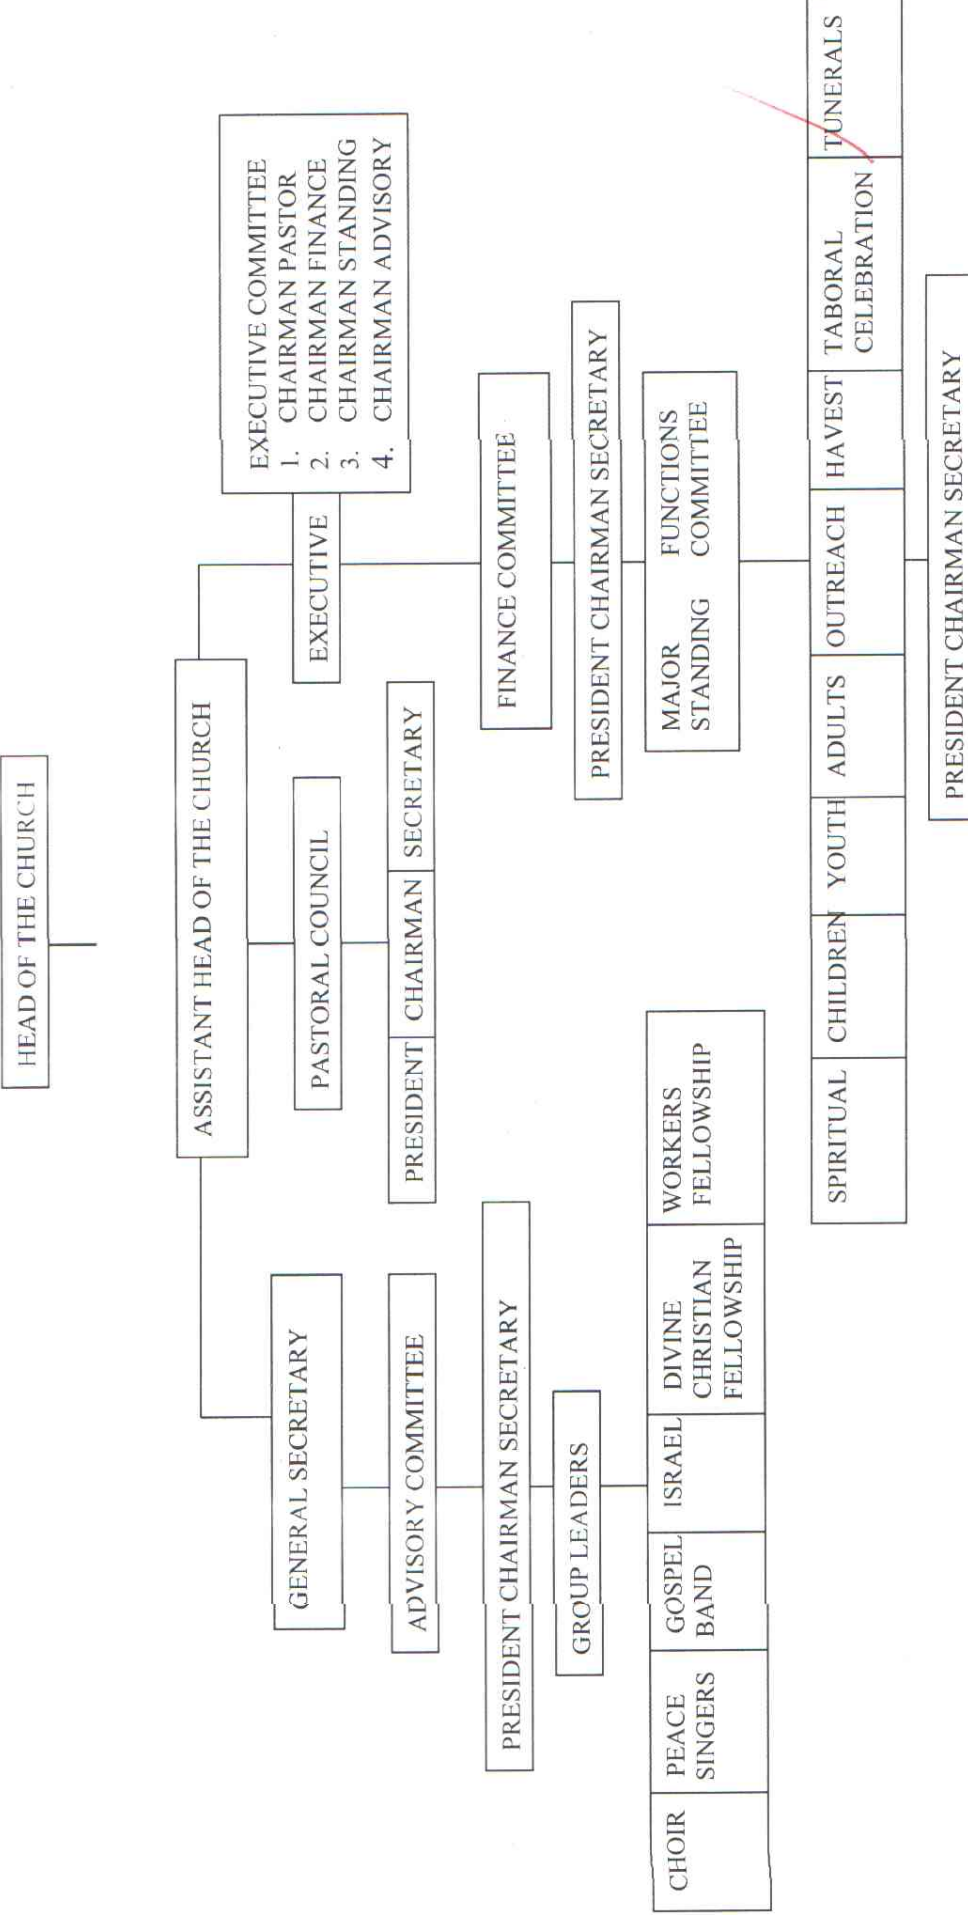 HEAD OF THE CHURCH
ASSISTANT HEAD OF THE CHURCH
GENERAL SECRETARY
PASTORAL COUNCIL
EXECUTIVE
EXECUTIVE COMMITTEE
1. CHAIRMAN PASTOR
2. CHAIRMAN FINANCE
3. CHAIRMAN STANDING
4. CHAIRMAN ADVISORY
ADVISORY COMMITTEE
PRESIDENT CHAIRMAN SECRETARY
FINANCE COMMITTEE
PRESIDENT CHAIRMAN SECRETARY
PRESIDENT CHAIRMAN SECRETARY
GROUP LEADERS
MAJOR FUNCTIONS
STANDING COMMITTEE
CHOIR
PEACE
SINGERS
GOSPEL
BAND
ISRAEL
DIVINE
CHRISTIAN
FELLOWSHIP
WORKERS
FELLOWSHIP
SPIRITUAL
CHILDREN
YOUTH
ADULTS
OUTREACH
HAVEST
TABORAL
CELEBRATION
TUNERALS
PRESIDENT CHAIRMAN SECRETARY